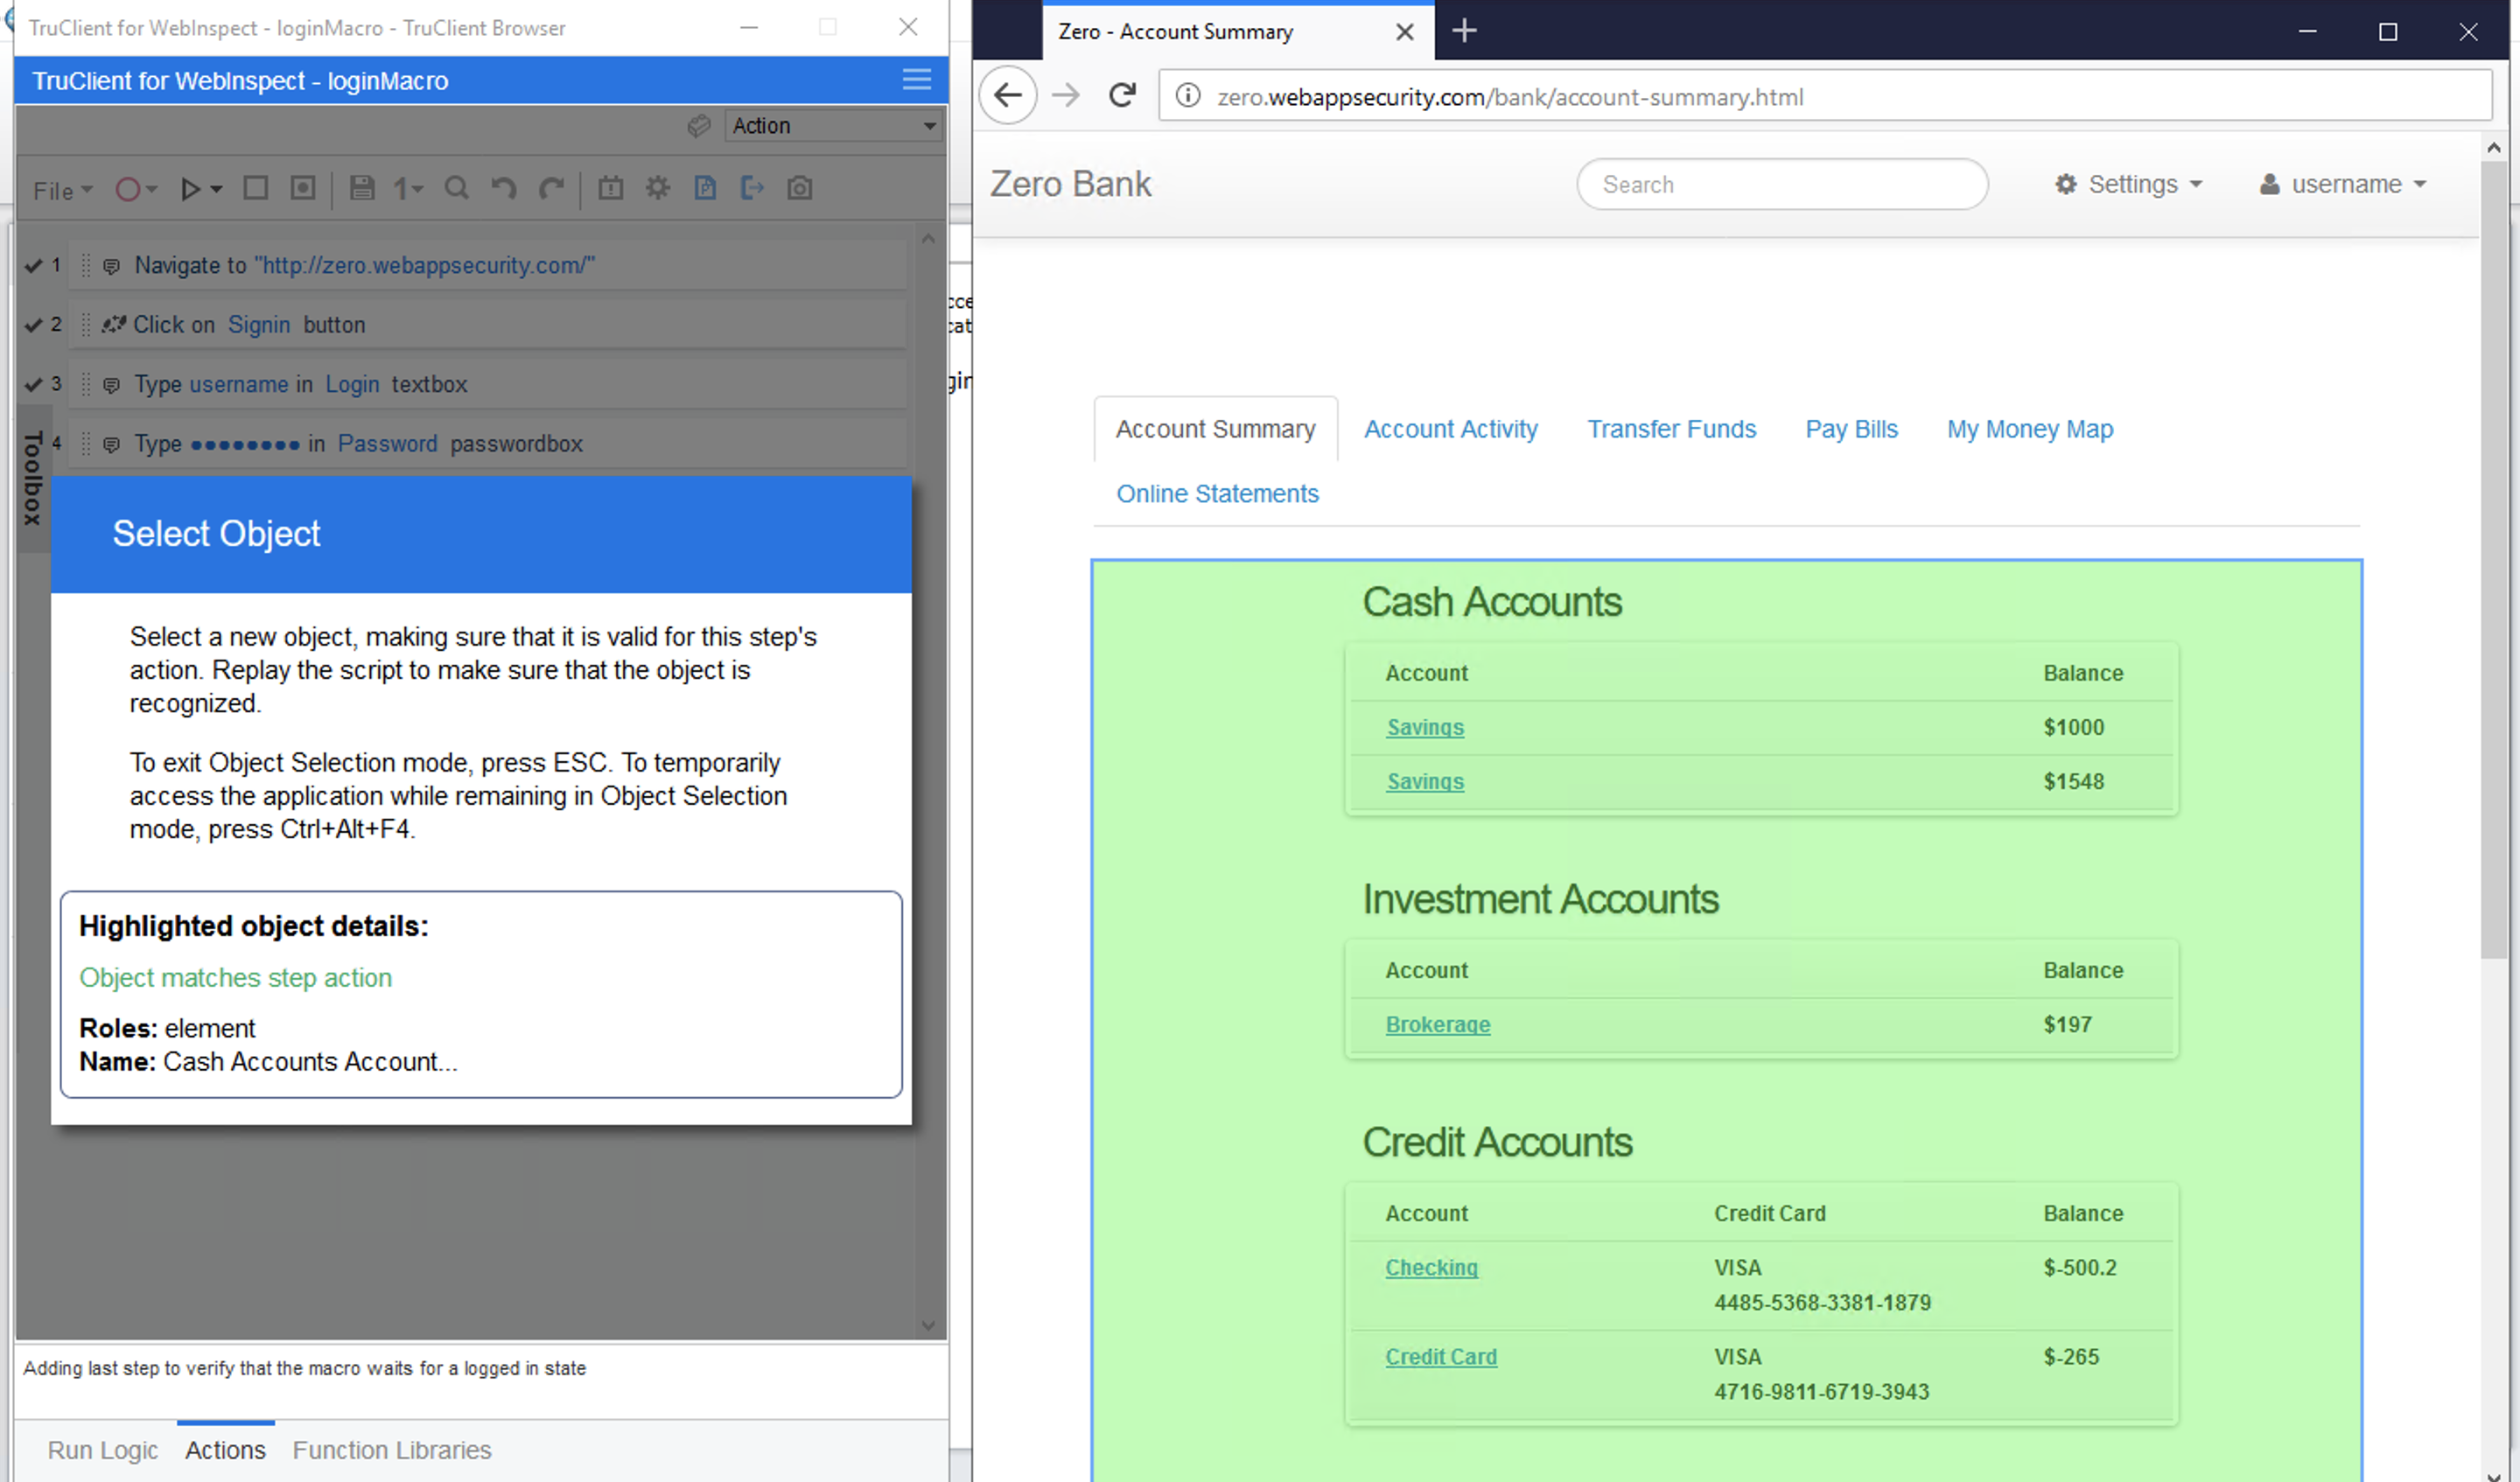 TruClient for WebInspect - loginMacro - TruClient Browser
TruClient for WebInspect - loginMacro
Action
File
1
1 Navigate to "http://zero.webappsecurity.com/"
2 Click on Signin button
3 Type username in Login textbox
4 Type ●●●●●●●● in Password passwordbox
Toolbox
Select Object
Select a new object, making sure that it is valid for this step's
action. Replay the script to make sure that the object is
recognized.
To exit Object Selection mode, press ESC. To temporarily
access the application while remaining in Object Selection
mode, press Ctrl+Alt+F4.
Highlighted object details:
Object matches step action
Roles: element
Name: Cash Accounts Account...
Adding last step to verify that the macro waits for a logged in state
Run Logic Actions Function Libraries
Zero - Account Summary
zero.webappsecurity.com/bank/account-summary.html
Zero Bank
Search
Settings
username
Account Summary Account Activity Transfer Funds Pay Bills My Money Map
Online Statements
Cash Accounts
Account Balance
Savings $1000
Savings $1548
Investment Accounts
Account Balance
Brokerage $197
Credit Accounts
Account Credit Card Balance
Checking VISA $-500.2
4485-5368-3381-1879
Credit Card VISA $-265
4716-9811-6719-3943